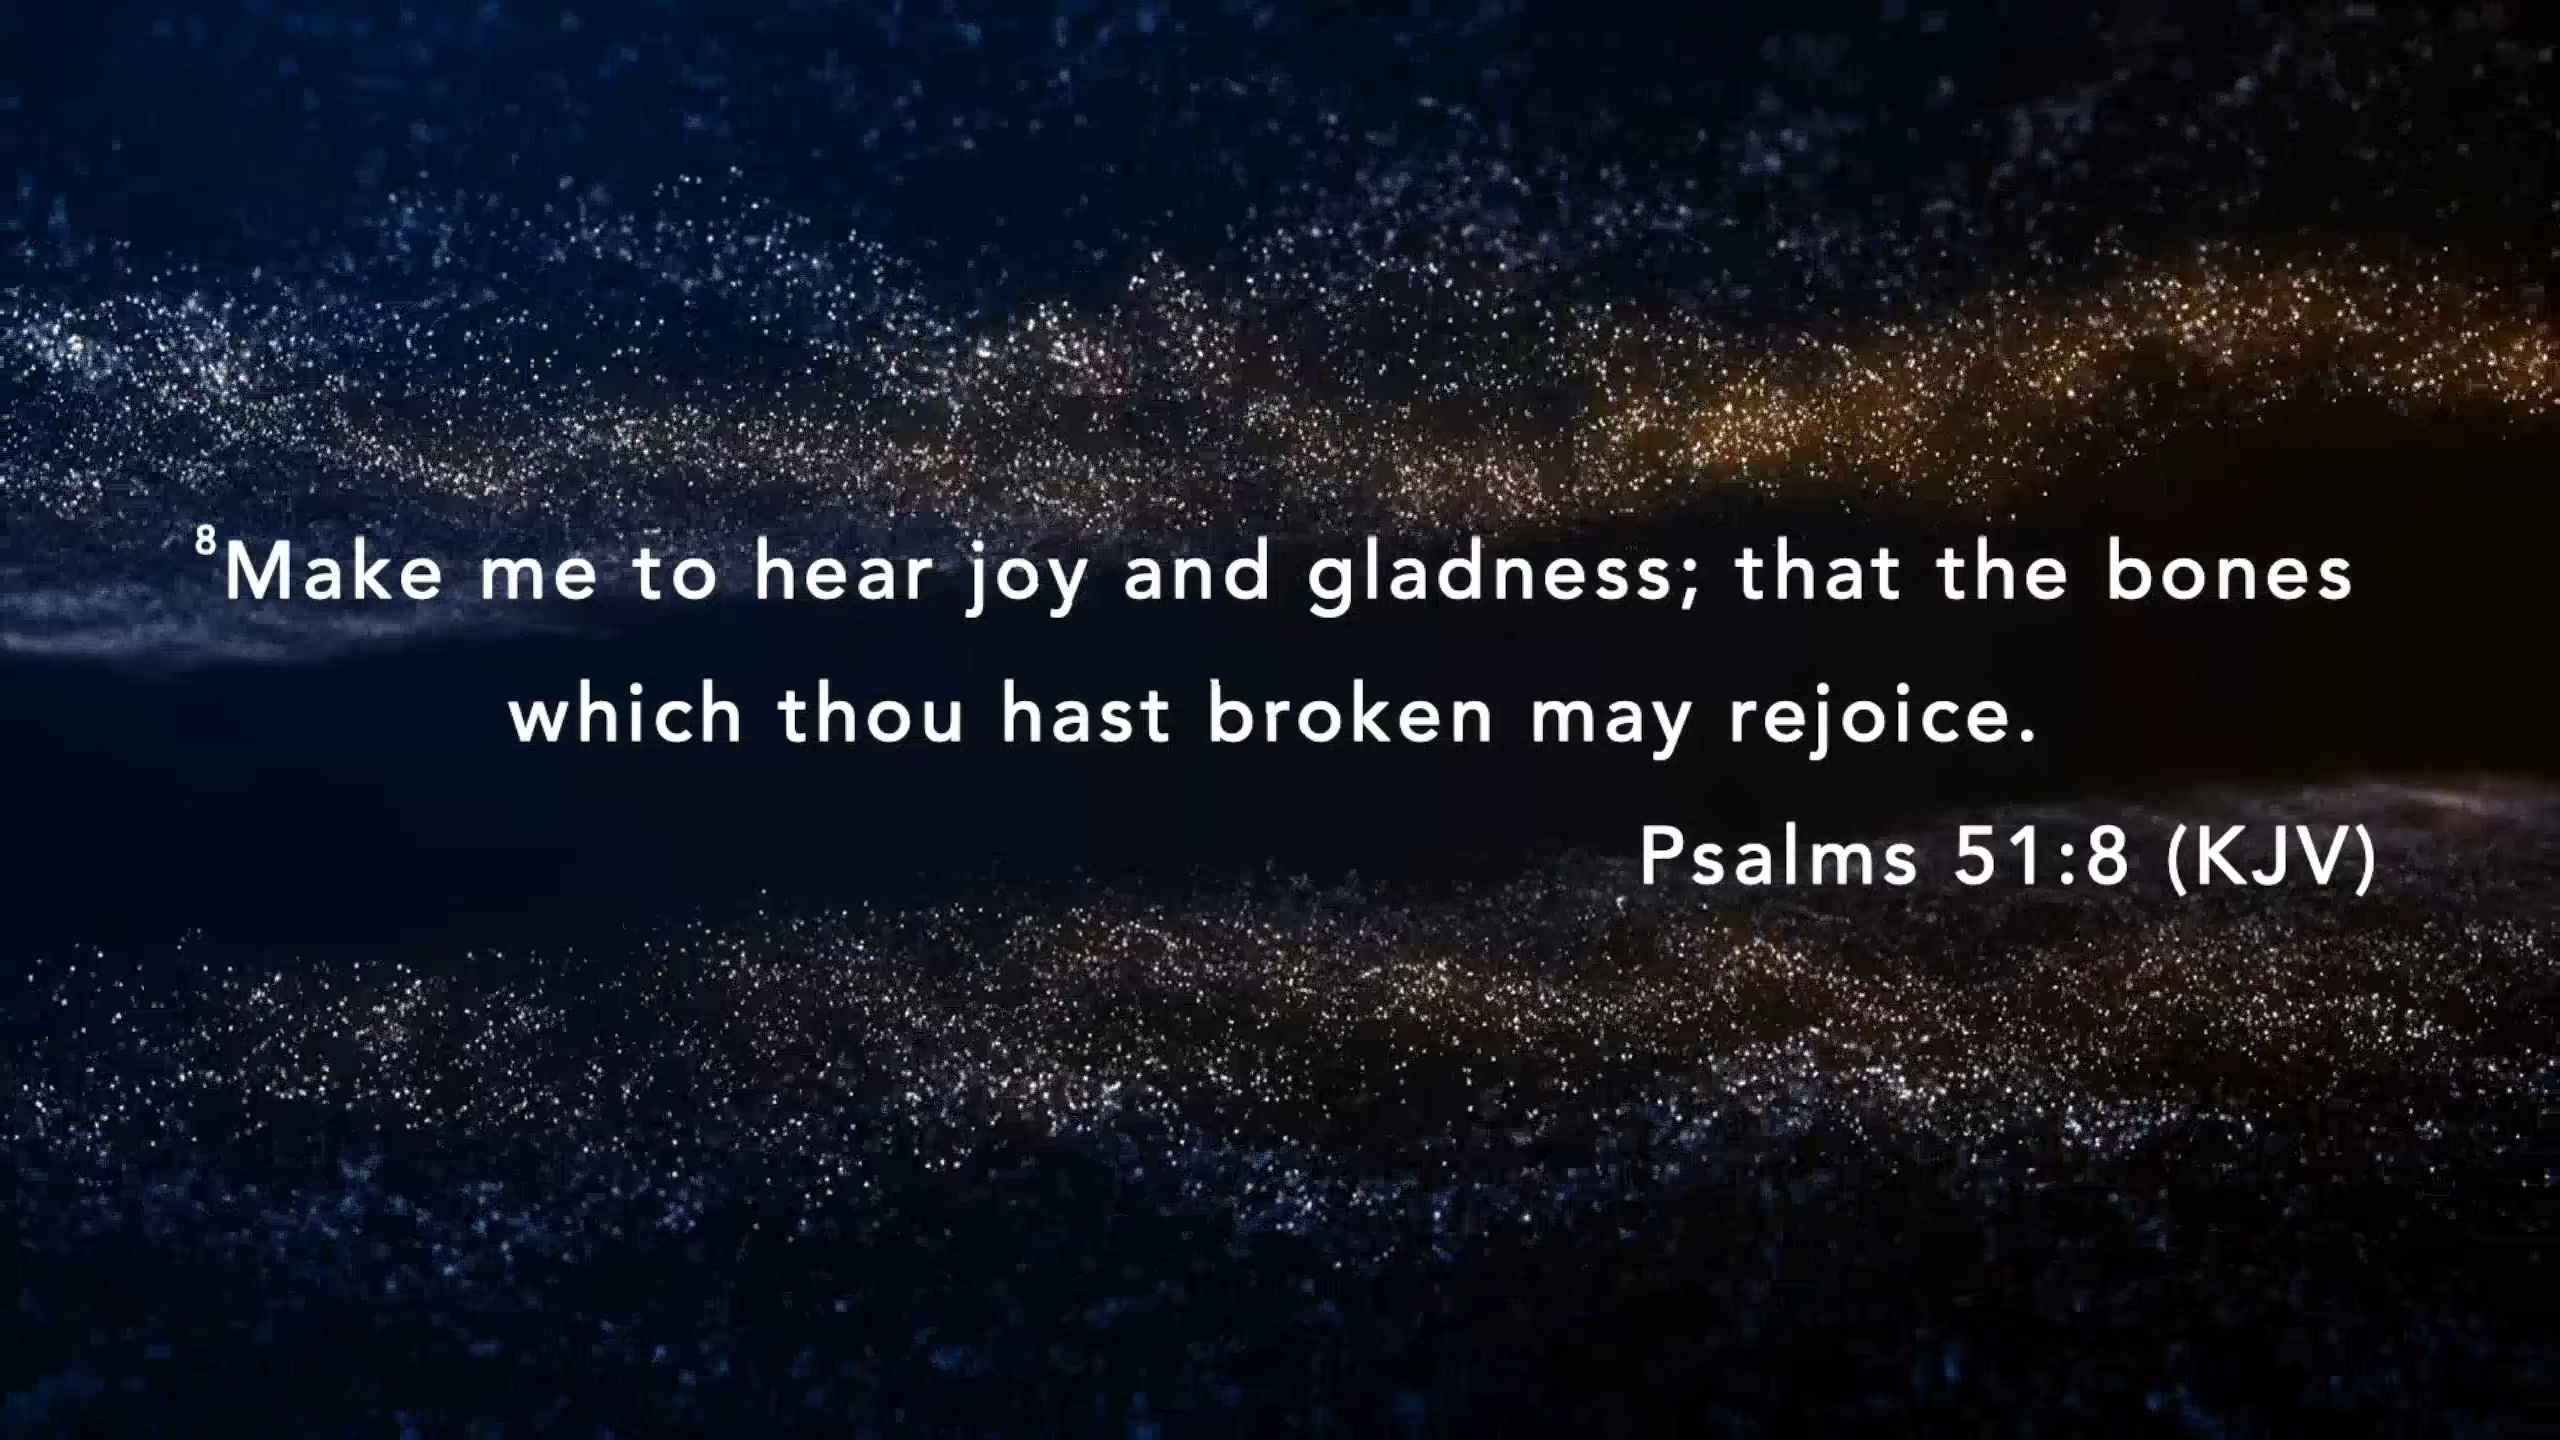 8Make me to hear joy and gladness; that the bones
which thou hast broken may rejoice.
Psalms 51:8 (KJV)